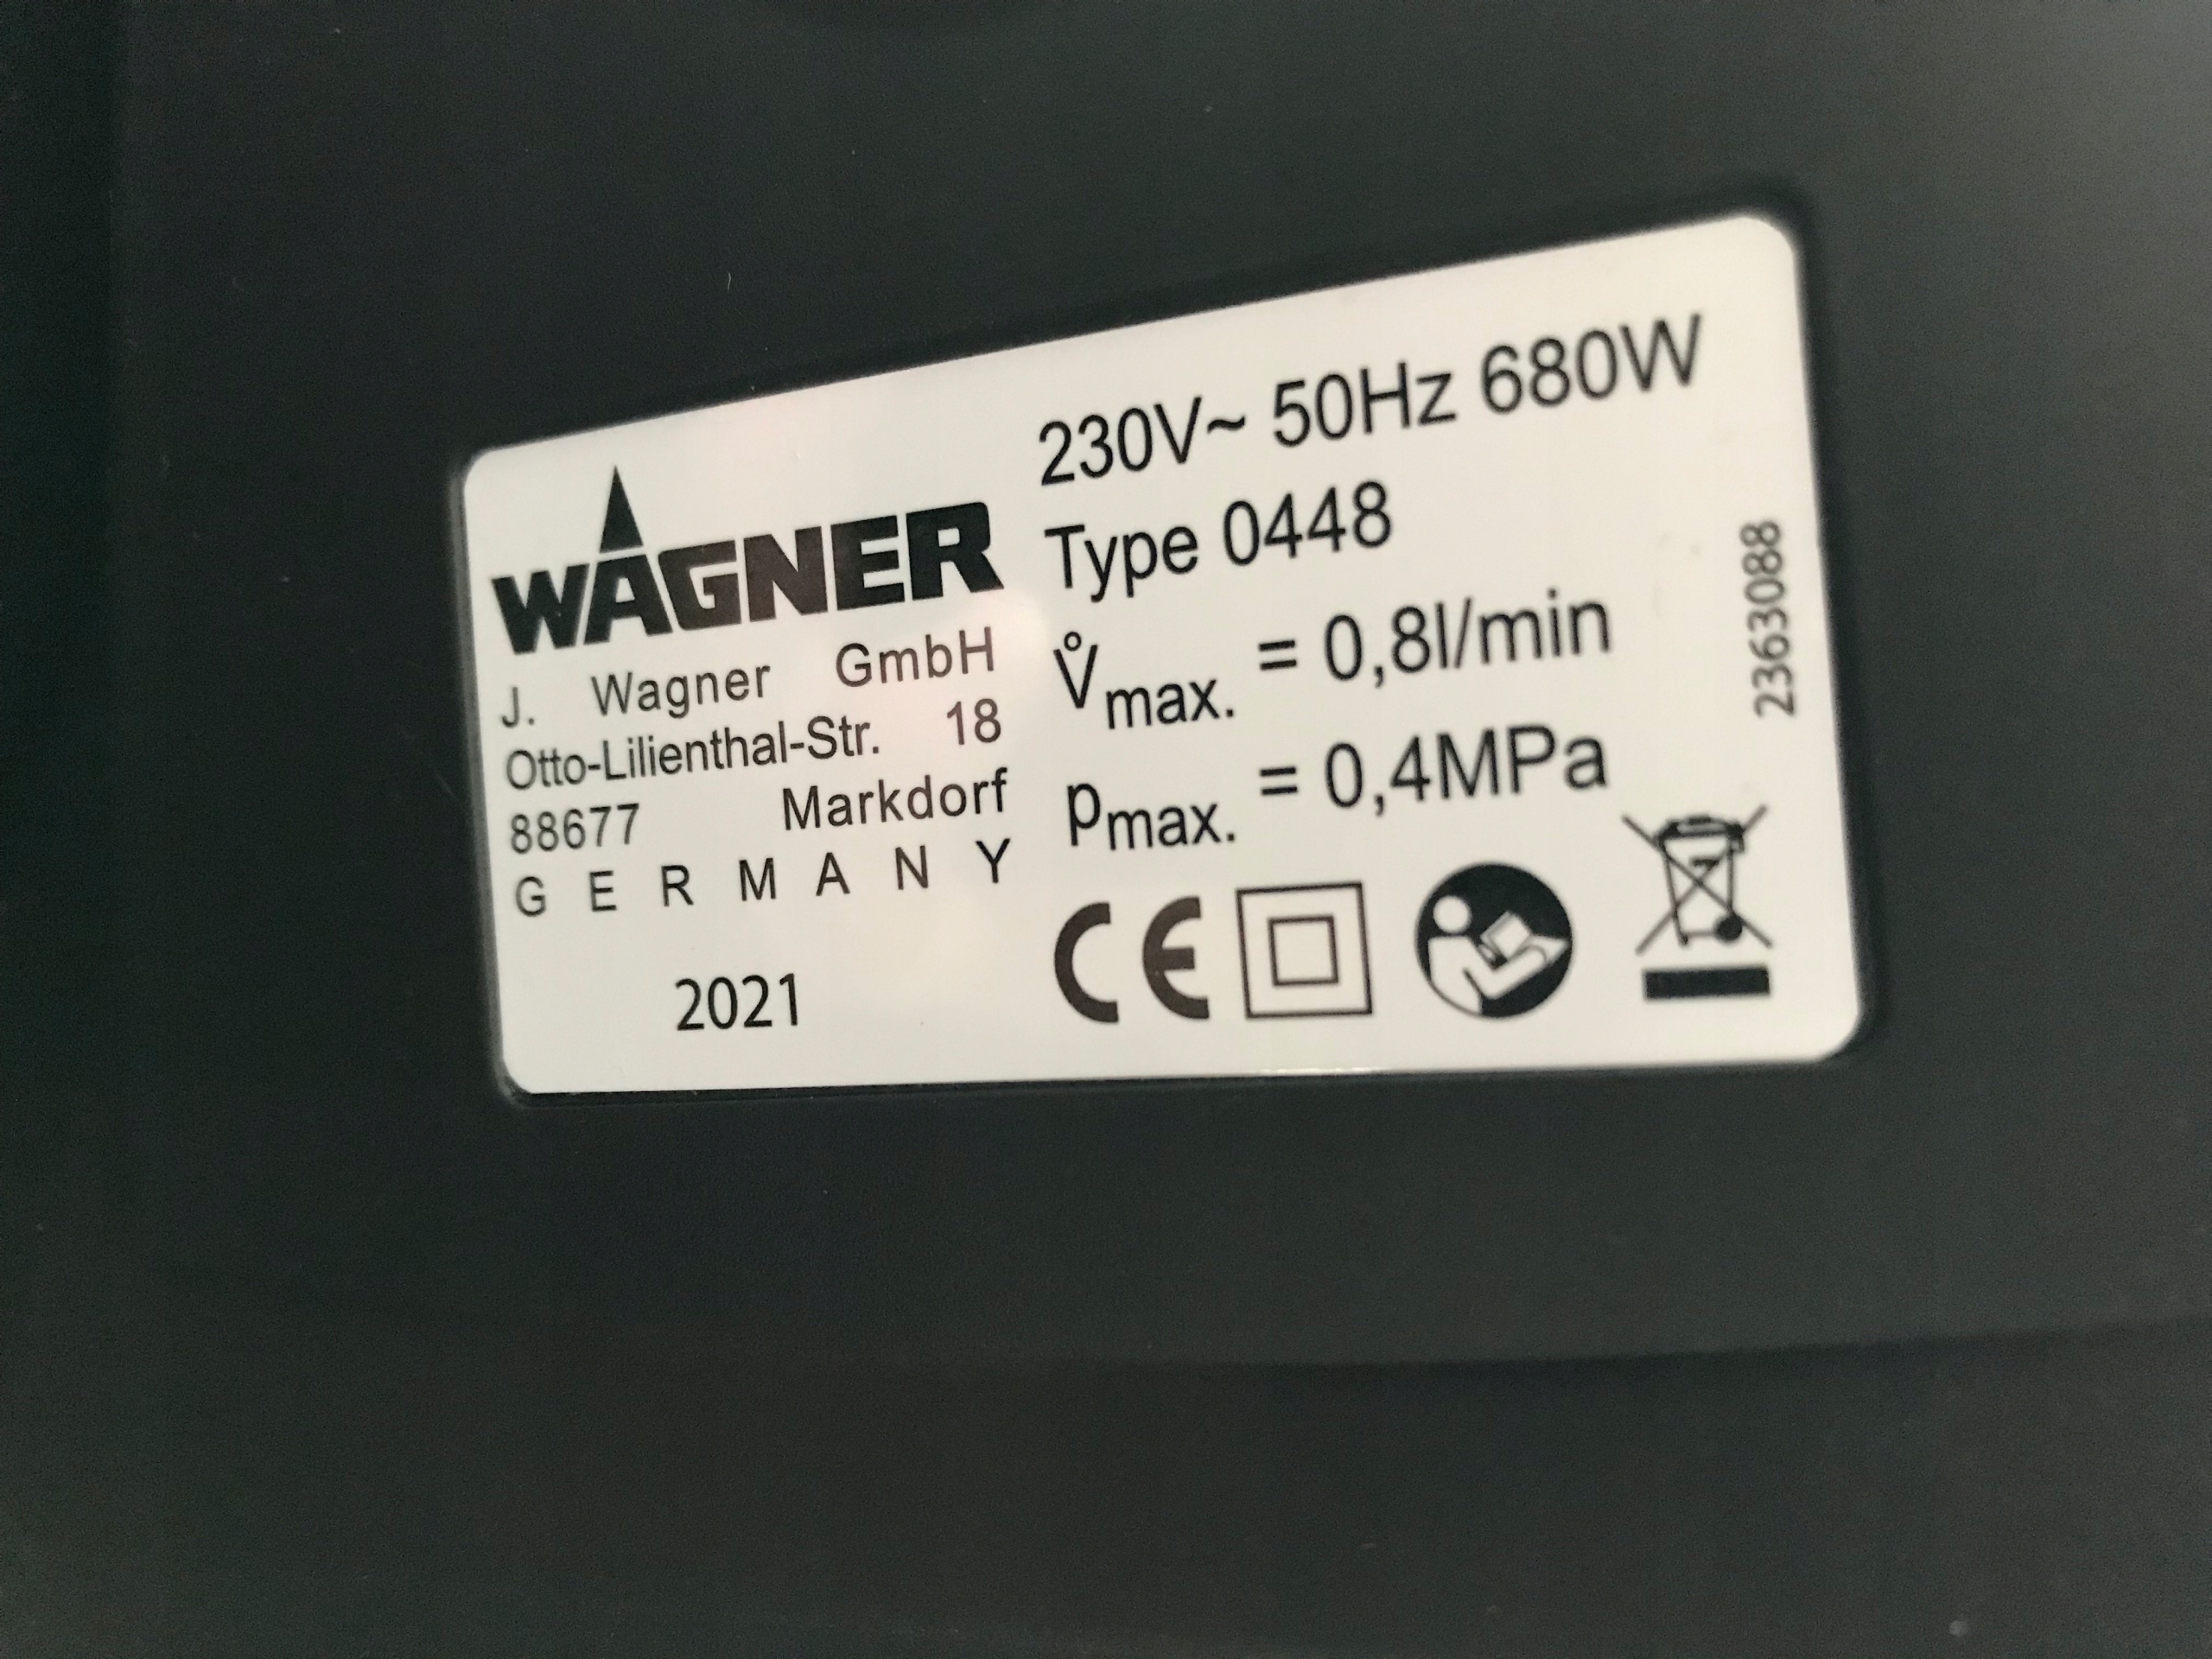 WAGNER
J. Wagner GmbH
Otto-Lilienthal-Str. 18
88677 Markdorf
GERMANY
2021
230V~ 50Hz 680W
Type 0448
V̊max. = 0,8l/min
pmax. = 0,4MPa
CE
2363088